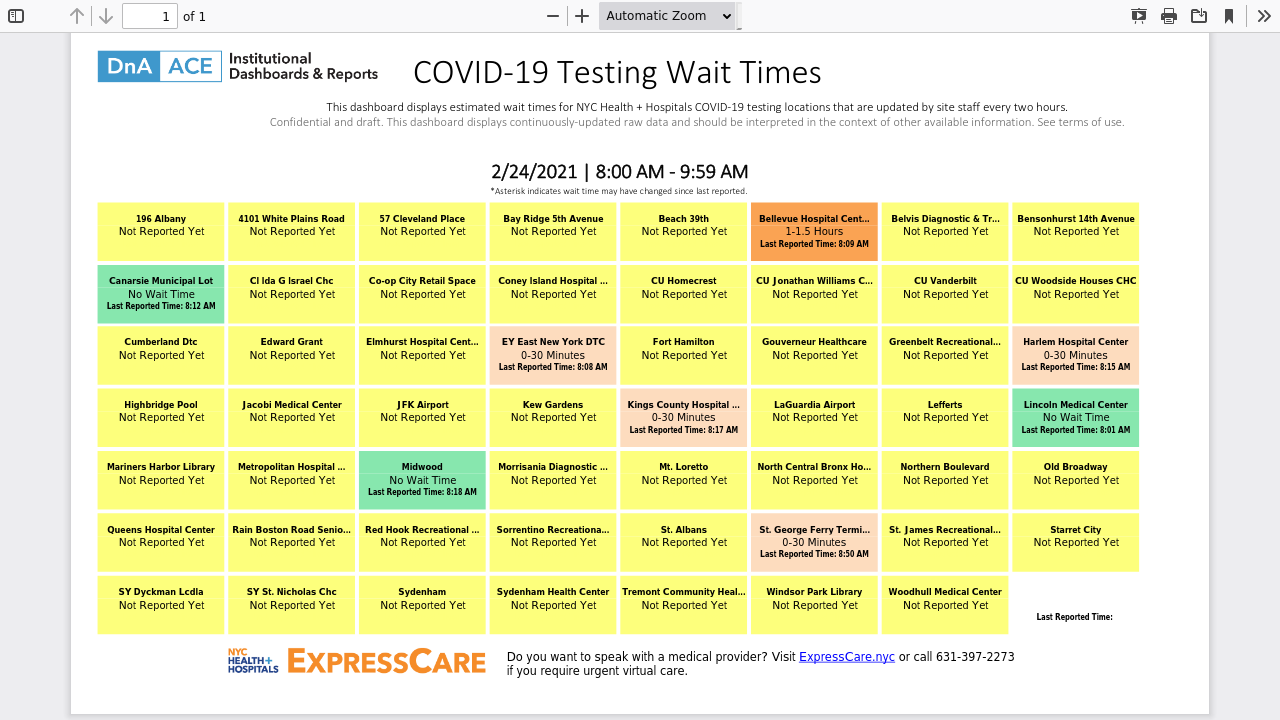 1 of 1 Automatic Zoom
DnA ACE Institutional
Dashboards & Reports
COVID-19 Testing Wait Times
This dashboard displays estimated wait times for NYC Health + Hospitals COVID-19 testing locations that are updated by site staff every two hours.
Confidential and draft. This dashboard displays continuously-updated raw data and should be interpreted in the context of other available information. See terms of use.
2/24/2021 | 8:00 AM - 9:59 AM
*Asterisk indicates wait time may have changed since last reported.
196 Albany
Not Reported Yet
4101 White Plains Road
Not Reported Yet
57 Cleveland Place
Not Reported Yet
Bay Ridge 5th Avenue
Not Reported Yet
Beach 39th
Not Reported Yet
Bellevue Hospital Cent...
1-1.5 Hours
Last Reported Time: 8:09 AM
Belvis Diagnostic & Tr...
Not Reported Yet
Bensonhurst 14th Avenue
Not Reported Yet
Canarsie Municipal Lot
No Wait Time
Last Reported Time: 8:12 AM
CI Ida G Israel Chc
Not Reported Yet
Co-op City Retail Space
Not Reported Yet
Coney Island Hospital ...
Not Reported Yet
CU Homecrest
Not Reported Yet
CU Jonathan Williams C...
Not Reported Yet
CU Vanderbilt
Not Reported Yet
CU Woodside Houses CHC
Not Reported Yet
Cumberland Dtc
Not Reported Yet
Edward Grant
Not Reported Yet
Elmhurst Hospital Cent...
Not Reported Yet
EY East New York DTC
0-30 Minutes
Last Reported Time: 8:08 AM
Fort Hamilton
Not Reported Yet
Gouverneur Healthcare
Not Reported Yet
Greenbelt Recreational...
Not Reported Yet
Harlem Hospital Center
0-30 Minutes
Last Reported Time: 8:15 AM
Highbridge Pool
Not Reported Yet
Jacobi Medical Center
Not Reported Yet
JFK Airport
Not Reported Yet
Kew Gardens
Not Reported Yet
Kings County Hospital ...
0-30 Minutes
Last Reported Time: 8:17 AM
LaGuardia Airport
Not Reported Yet
Lefferts
Not Reported Yet
Lincoln Medical Center
No Wait Time
Last Reported Time: 8:01 AM
Mariners Harbor Library
Not Reported Yet
Metropolitan Hospital ...
Not Reported Yet
Midwood
No Wait Time
Last Reported Time: 8:18 AM
Morrisania Diagnostic ...
Not Reported Yet
Mt. Loretto
Not Reported Yet
North Central Bronx Ho...
Not Reported Yet
Northern Boulevard
Not Reported Yet
Old Broadway
Not Reported Yet
Queens Hospital Center
Not Reported Yet
Rain Boston Road Senio...
Not Reported Yet
Red Hook Recreational ...
Not Reported Yet
Sorrentino Recreationa...
Not Reported Yet
St. Albans
Not Reported Yet
St. George Ferry Termi...
0-30 Minutes
Last Reported Time: 8:50 AM
St. James Recreational...
Not Reported Yet
Starret City
Not Reported Yet
SY Dyckman Lcdla
Not Reported Yet
SY St. Nicholas Chc
Not Reported Yet
Sydenham
Not Reported Yet
Sydenham Health Center
Not Reported Yet
Tremont Community Heal...
Not Reported Yet
Windsor Park Library
Not Reported Yet
Woodhull Medical Center
Not Reported Yet
Last Reported Time:
NYC
HEALTH+
HOSPITALS
EXPRESSCARE
Do you want to speak with a medical provider? Visit ExpressCare.nyc or call 631-397-2273
if you require urgent virtual care.